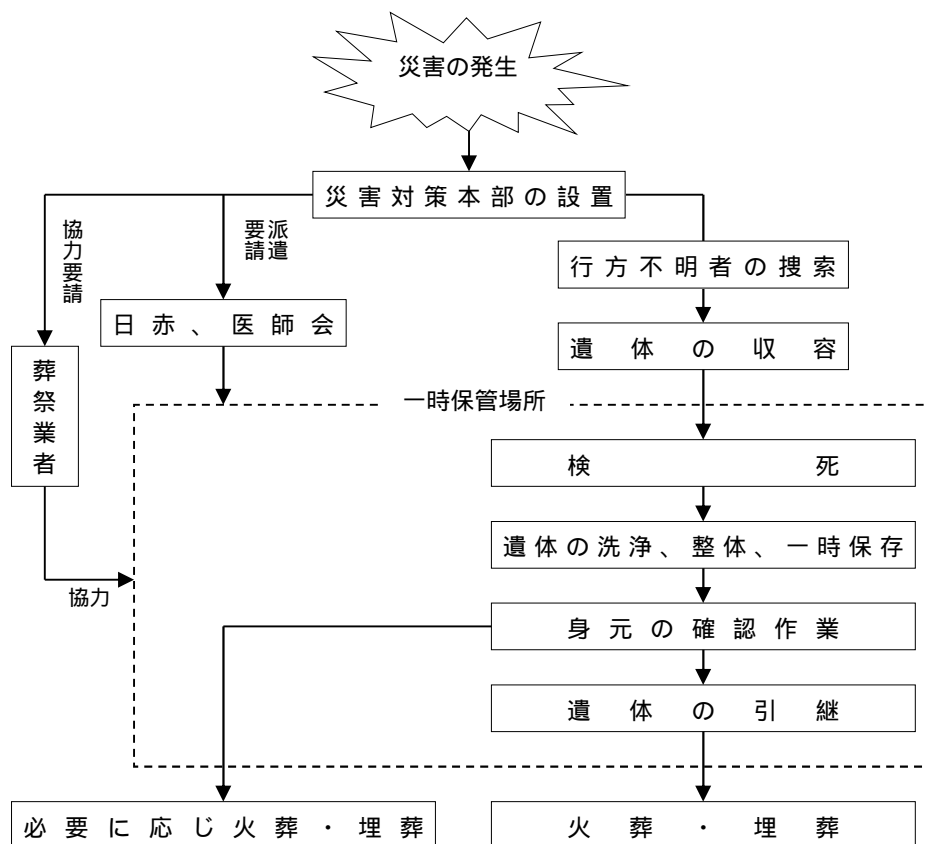 災害の発生
災害対策本部の設置
協力要請
派遣
要請
行方不明者の捜索
日赤、医師会
遺体の収容
葬祭業者
一時保管場所
検死
遺体の洗浄、整体、一時保存
協力
身元の確認作業
遺体の引継
必要に応じ火葬・埋葬
火葬・埋葬